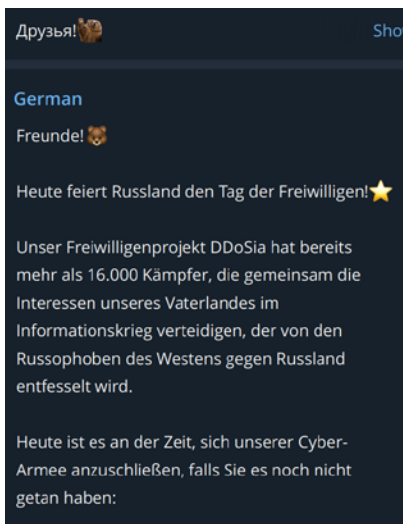 Друзья!🐻
Show
German
Freunde!🐻
Heute feiert Russland den Tag der Freiwilligen!⭐
Unser Freiwilligenprojekt DDoSia hat bereits
mehr als 16.000 Kämpfer, die gemeinsam die
Interessen unseres Vaterlandes im
Informationskrieg verteidigen, der von den
Russophoben des Westens gegen Russland
entfesselt wird.
Heute ist es an der Zeit, sich unserer Cyber-
Armee anzuschließen, falls Sie es noch nicht
getan haben: